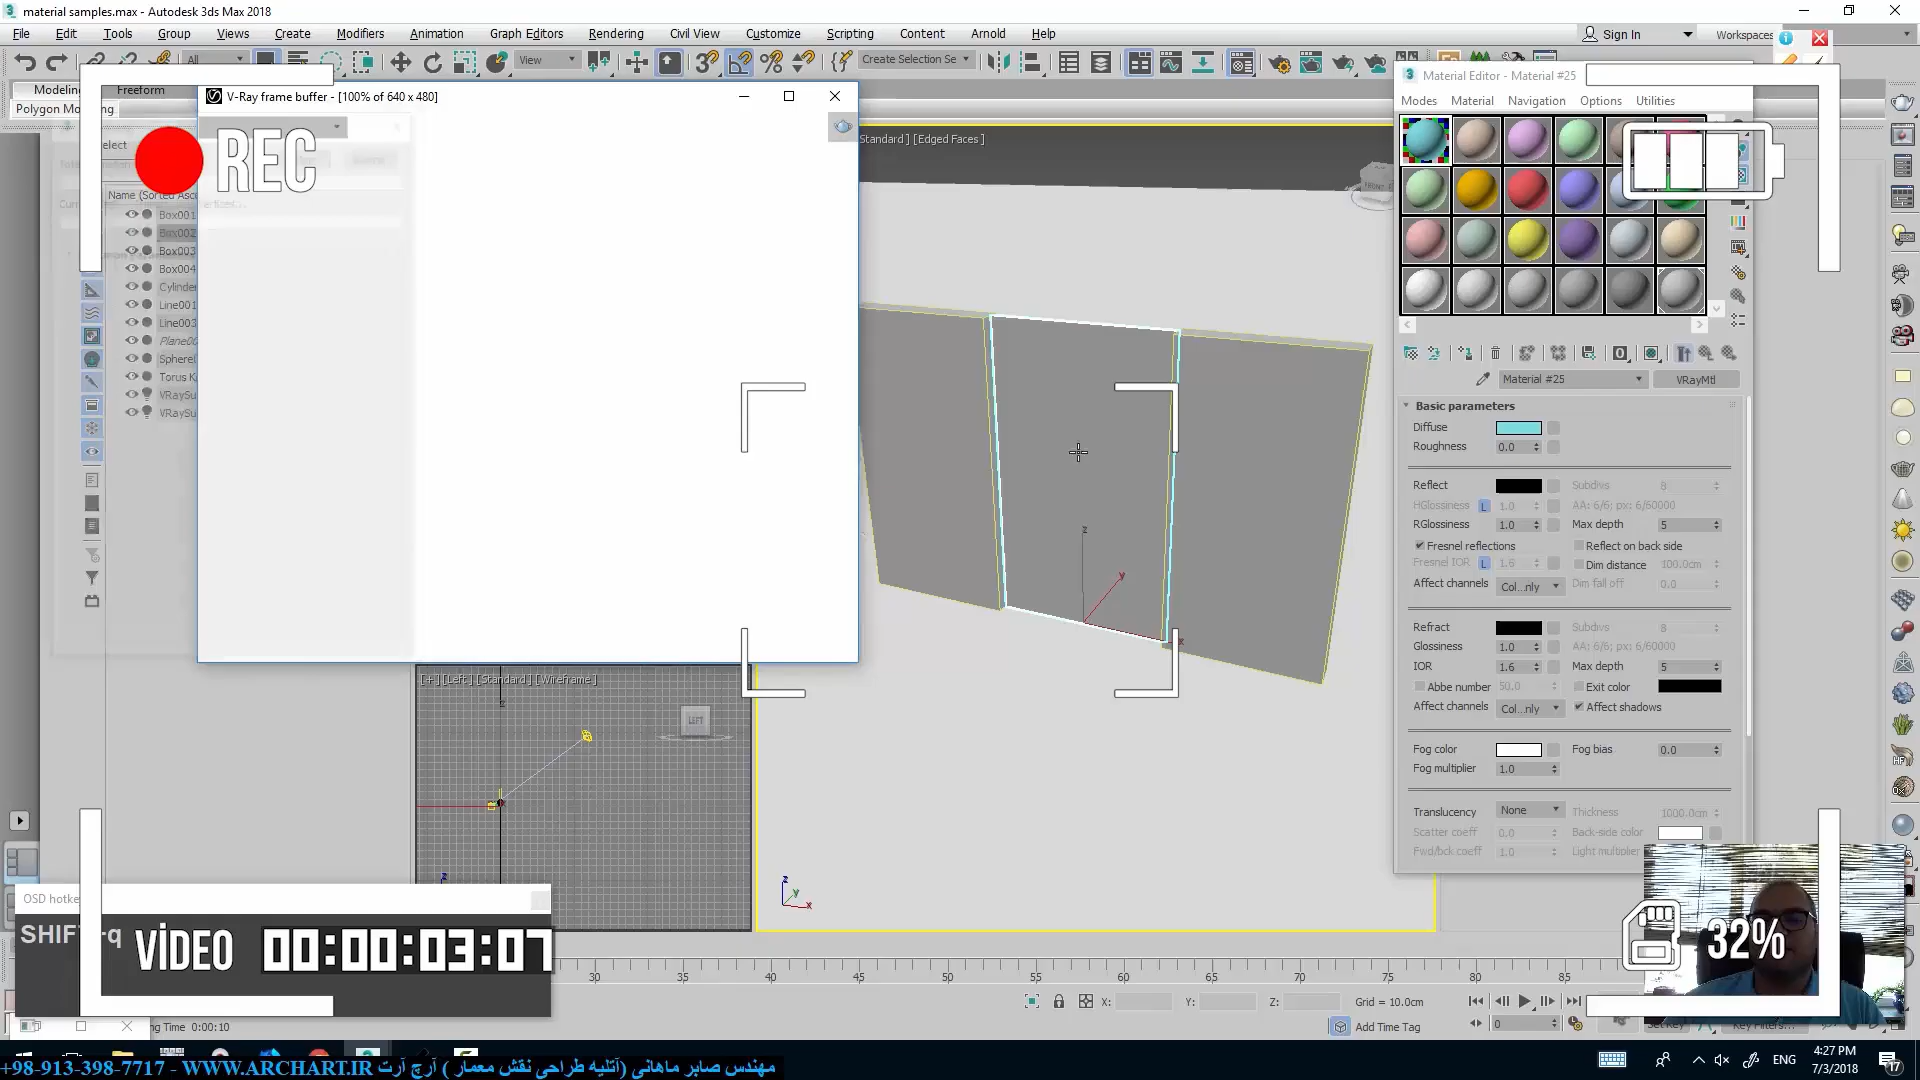 material samples.max - Autodesk 3ds Max 2018
File Edit Tools Group Views Create Modifiers Animation Graph Editors Rendering Civil View Customize Scripting Content Arnold Help
Sign In Workspaces
All View Create Selection Se
Modeling Freeform
Polygon Modeling
V-Ray frame buffer - [100% of 640 x 480]
Standard ] [Edged Faces ]
REC
Name (Sorted Asc
Box001
Box002
Box003
Box004
Cylinde
Line001
Line003
Plane00
Sphere
Torus K
VRaySu
VRaySu
Material Editor - Material #25
Modes Material Navigation Options Utilities
Material #25 VRayMtl
Basic parameters
Diffuse
Roughness 0.0
Reflect Subdivs 8
HGlossiness L 1.0 AA: 6/6; px: 6/60000
RGlossiness 1.0 Max depth 5
Fresnel reflections Reflect on back side
Fresnel IOR L 1.6 Dim distance 100.0cm
Affect channels Col...nly Dim fall off 0.0
Refract Subdivs 8
Glossiness 1.0 AA: 6/6; px: 6/60000
IOR 1.6 Max depth 5
Abbe number 50.0 Exit color
Affect channels Col...nly Affect shadows
Fog color Fog bias 0.0
Fog multiplier 1.0
Translucency None Thickness 1000.0cm
Scatter coeff 0.0 Back-side color
Fwd/bck coeff 1.0 Light multiplier
[+] [Left] [Standard ] [Wireframe ]
LEFT
z
y
x
z
z
y
x
OSD hotke
SHIFT+q
VİDEO 00:00:03:07
32%
30 35 40 45 50 55 60 65 70 75 80 85
X: Y: Z: Grid = 10.0cm
ng Time 0:00:10
Add Time Tag
0
Set Key Key Filters...
ENG
4:27 PM
7/3/2018
17
+98-913-398-7717 - WWW.ARCHART.IR مهندس صابر ماهانی (آتلیه طراحی نقش معمار ) آرچ آرت